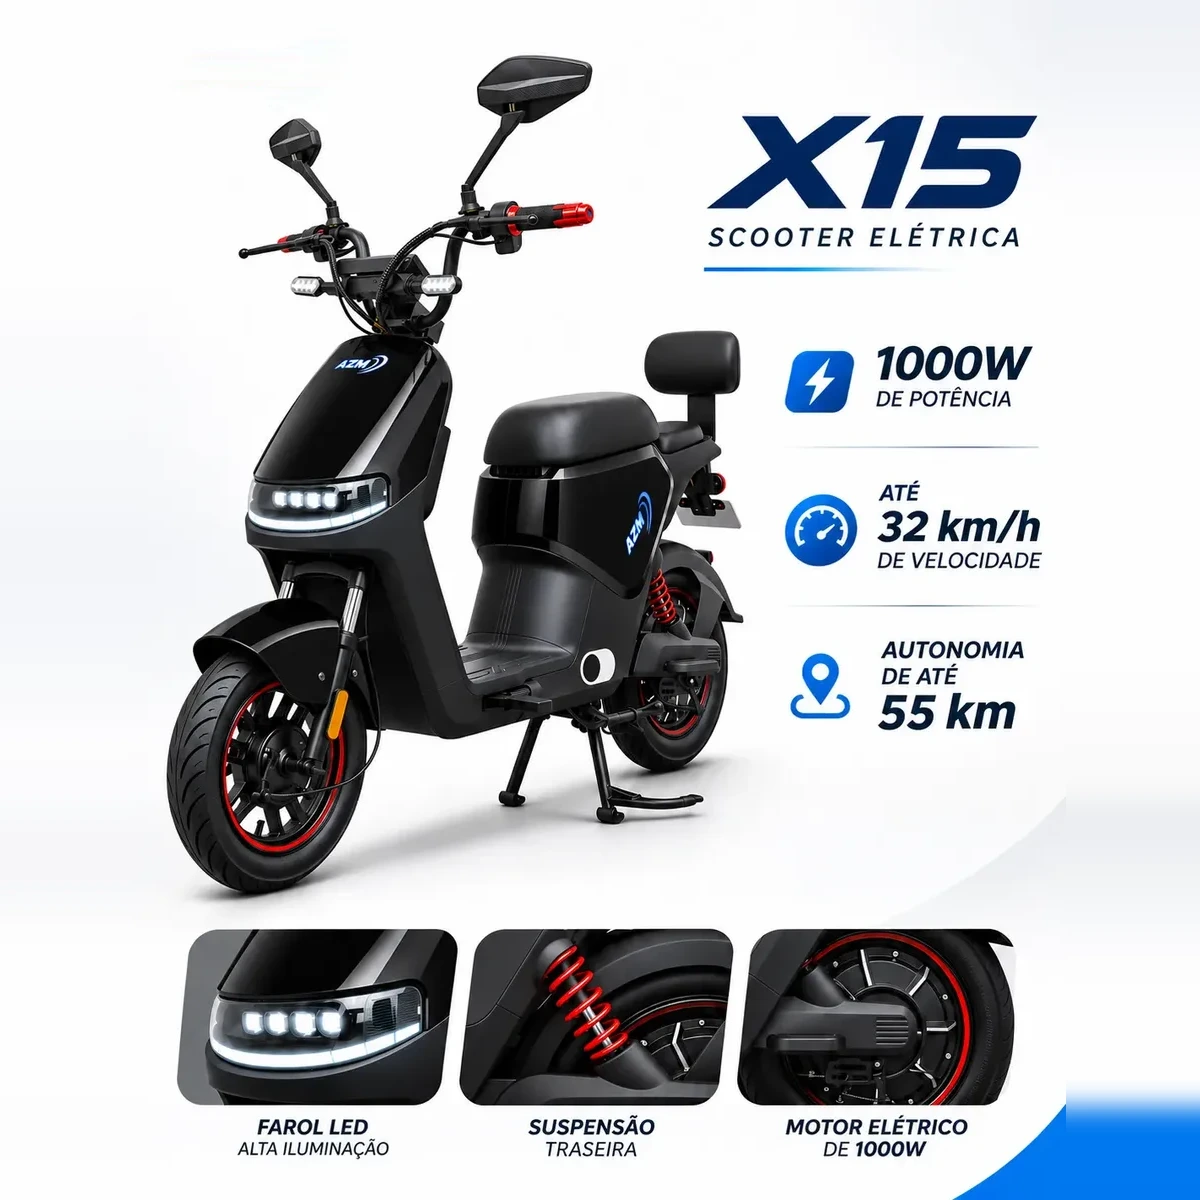 X15
SCOOTER ELÉTRICA
AZM
AZM
1000W
DE POTÊNCIA
ATÉ
32 km/h
DE VELOCIDADE
AUTONOMIA
DE ATÉ
55 km
FAROL LED
ALTA ILUMINAÇÃO
SUSPENSÃO
TRASEIRA
MOTOR ELÉTRICO
DE 1000W